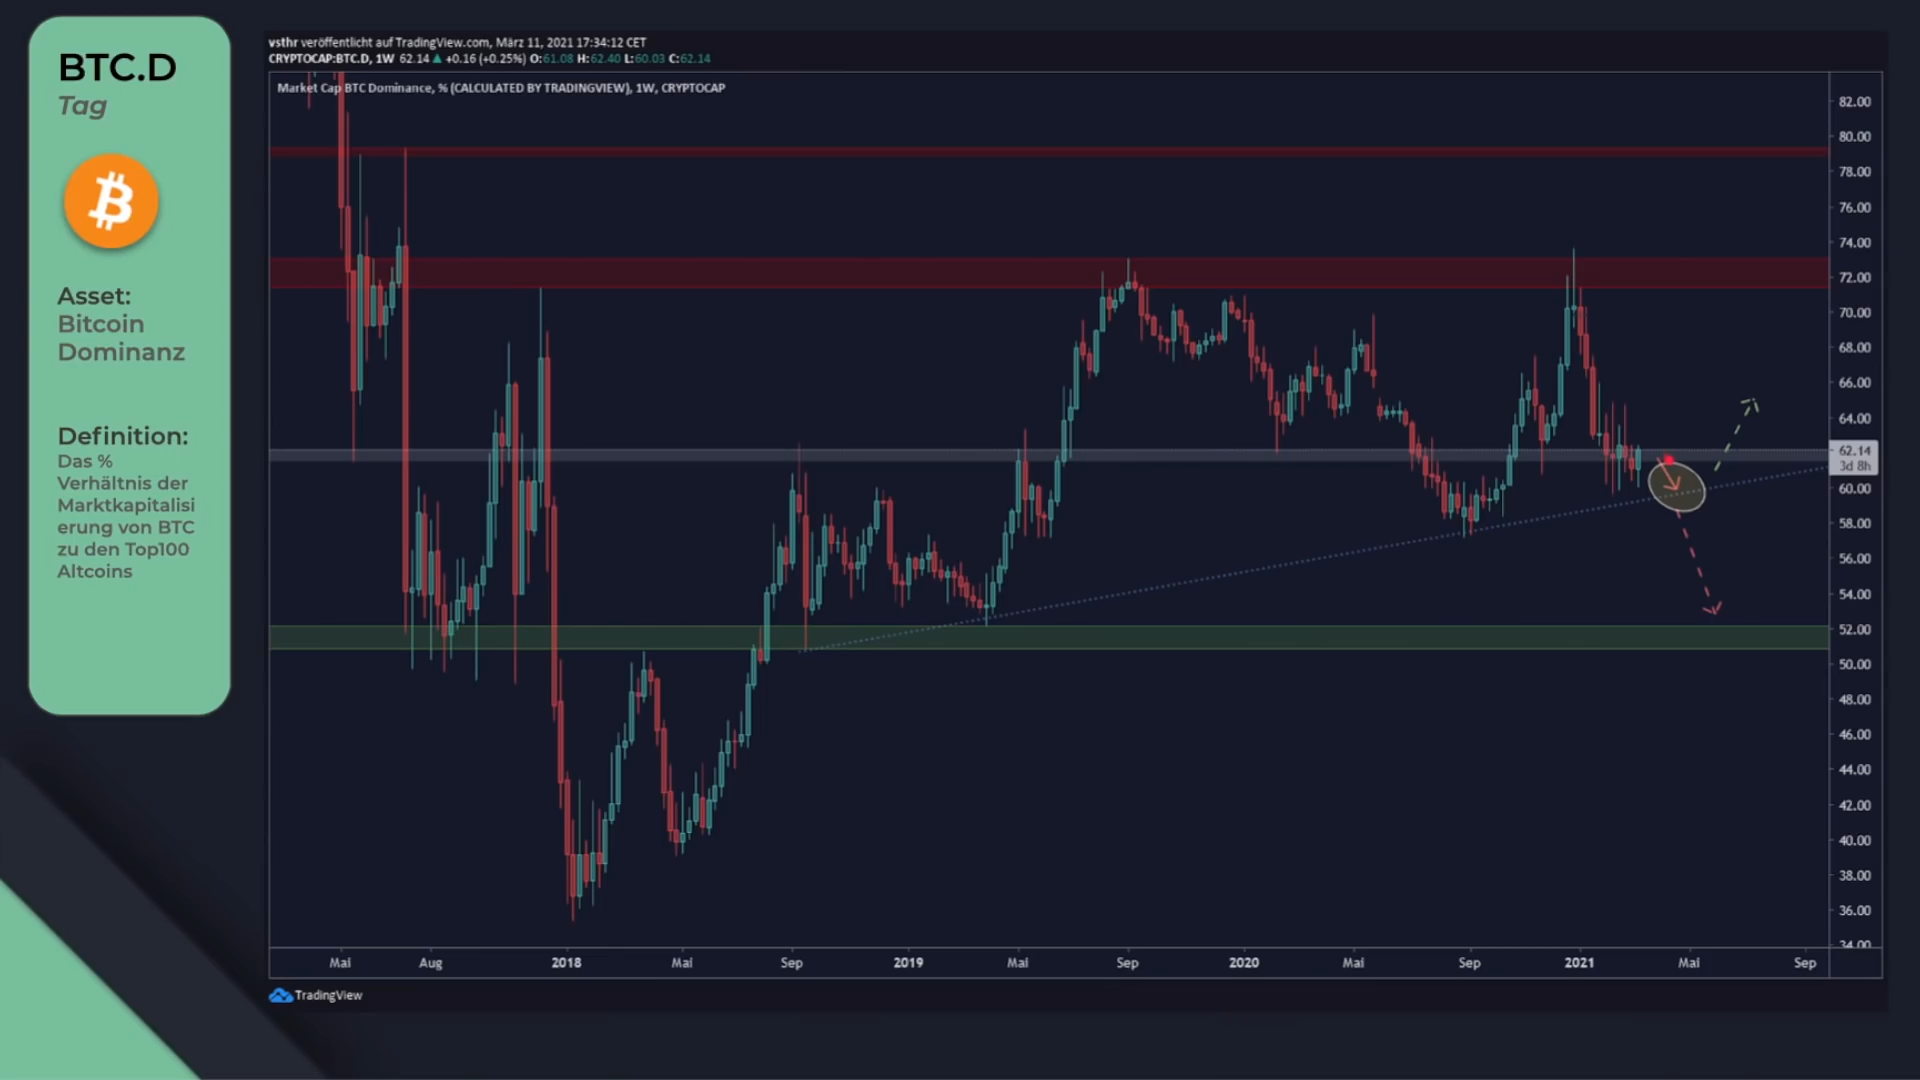 BTC.D
Tag
Asset:
Bitcoin
Dominanz
Definition:
Das %
Verhältnis der
Marktkapitalisi
erung von BTC
zu den Top100
Altcoins
vsthr veröffentlicht auf TradingView.com, März 11, 2021 17:34:12 CET
CRYPTOCAP:BTC.D, 1W 62.14 ▲ +0.16 (+0.25%) O:61.08 H:62.40 L:60.03 C:62.14
Market Cap BTC Dominance, % (CALCULATED BY TRADINGVIEW), 1W, CRYPTOCAP
82.00
80.00
78.00
76.00
74.00
72.00
70.00
68.00
66.00
64.00
62.14
3d 8h
60.00
58.00
56.00
54.00
52.00
50.00
48.00
46.00
44.00
42.00
40.00
38.00
36.00
34.00
Mai Aug 2018 Mai Sep 2019 Mai Sep 2020 Mai Sep 2021 Mai Sep
TradingView